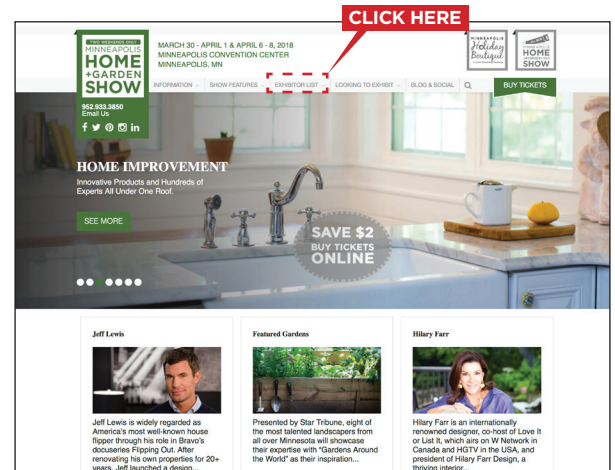 CLICK HERE
TWO WEEKENDS ONLY
MINNEAPOLIS
HOME
+GARDEN
SHOW
952.933.3850
Email Us
MARCH 30 - APRIL 1 & APRIL 6 - 8, 2018
MINNEAPOLIS CONVENTION CENTER
MINNEAPOLIS, MN
MINNEAPOLIS
Holiday
Boutique
MINNEAPOLIS
HOME
SHOW
INFORMATION
SHOW FEATURES
EXHIBITOR LIST
LOOKING TO EXHIBIT
BLOG & SOCIAL
BUY TICKETS
HOME IMPROVEMENT
Innovative Products and Hundreds of
Experts All Under One Roof.
SEE MORE
SAVE $2
BUY TICKETS
ONLINE
Jeff Lewis
Jeff Lewis is widely regarded as
America's most well-known house
flipper through his role in Bravo's
docuseries Flipping Out. After
renovating his own properties for 20+
years, Jeff launched a design...
Featured Gardens
Presented by Star Tribune, eight of
the most talented landscapers from
all over Minnesota will showcase
their expertise with "Gardens Around
the World" as their inspiration...
Hilary Farr
Hilary Farr is an internationally
renowned designer, co-host of Love It
or List It, which airs on W Network in
Canada and HGTV in the USA, and
president of Hilary Farr Design, a
thriving interior...